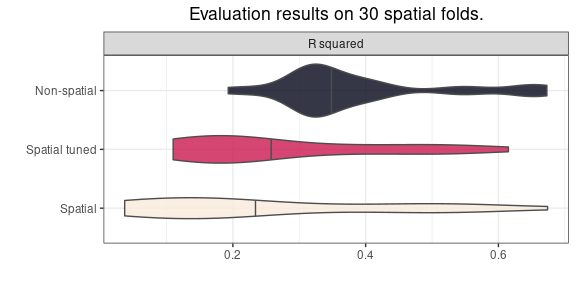 Evaluation results on 30 spatial folds.
R squared
Non-spatial
Spatial tuned
Spatial
0.2 0.4 0.6